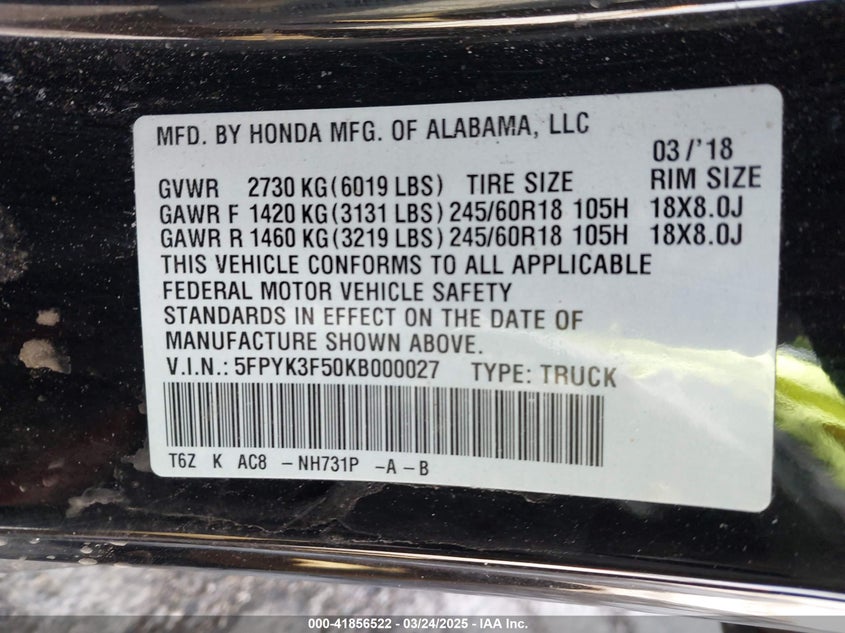 MFD. BY HONDA MFG. OF ALABAMA, LLC
03/'18
GVWR 2730 KG(6019 LBS) TIRE SIZE RIM SIZE
GAWR F 1420 KG(3131 LBS) 245/60R18 105H 18X8.0J
GAWR R 1460 KG(3219 LBS) 245/60R18 105H 18X8.0J
THIS VEHICLE CONFORMS TO ALL APPLICABLE
FEDERAL MOTOR VEHICLE SAFETY
STANDARDS IN EFFECT ON THE DATE OF
MANUFACTURE SHOWN ABOVE.
V.I.N.: 5FPYK3F50KB000027 TYPE: TRUCK
T6Z K AC8 -NH731P -A-B
000-41856522 - 03/24/2025 - IAA Inc.